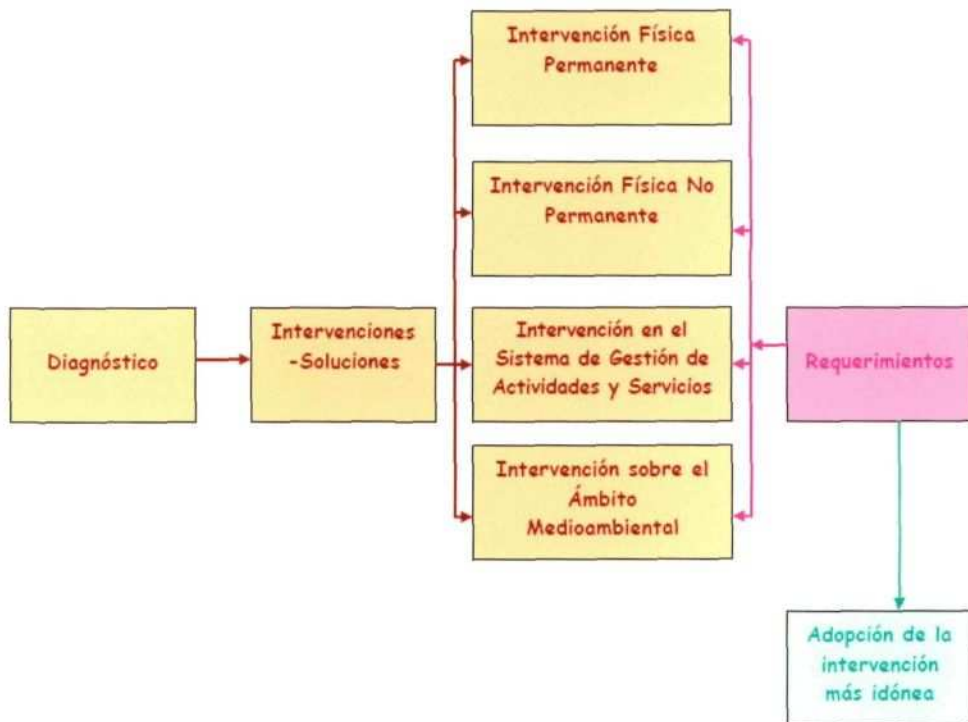 Diagnóstico
Intervenciones
-Soluciones
Intervención Física
Permanente
Intervención Física No
Permanente
Intervención en el
Sistema de Gestión de
Actividades y Servicios
Intervención sobre el
Ámbito
Medioambiental
Requerimientos
Adopción de la
intervención
más idónea